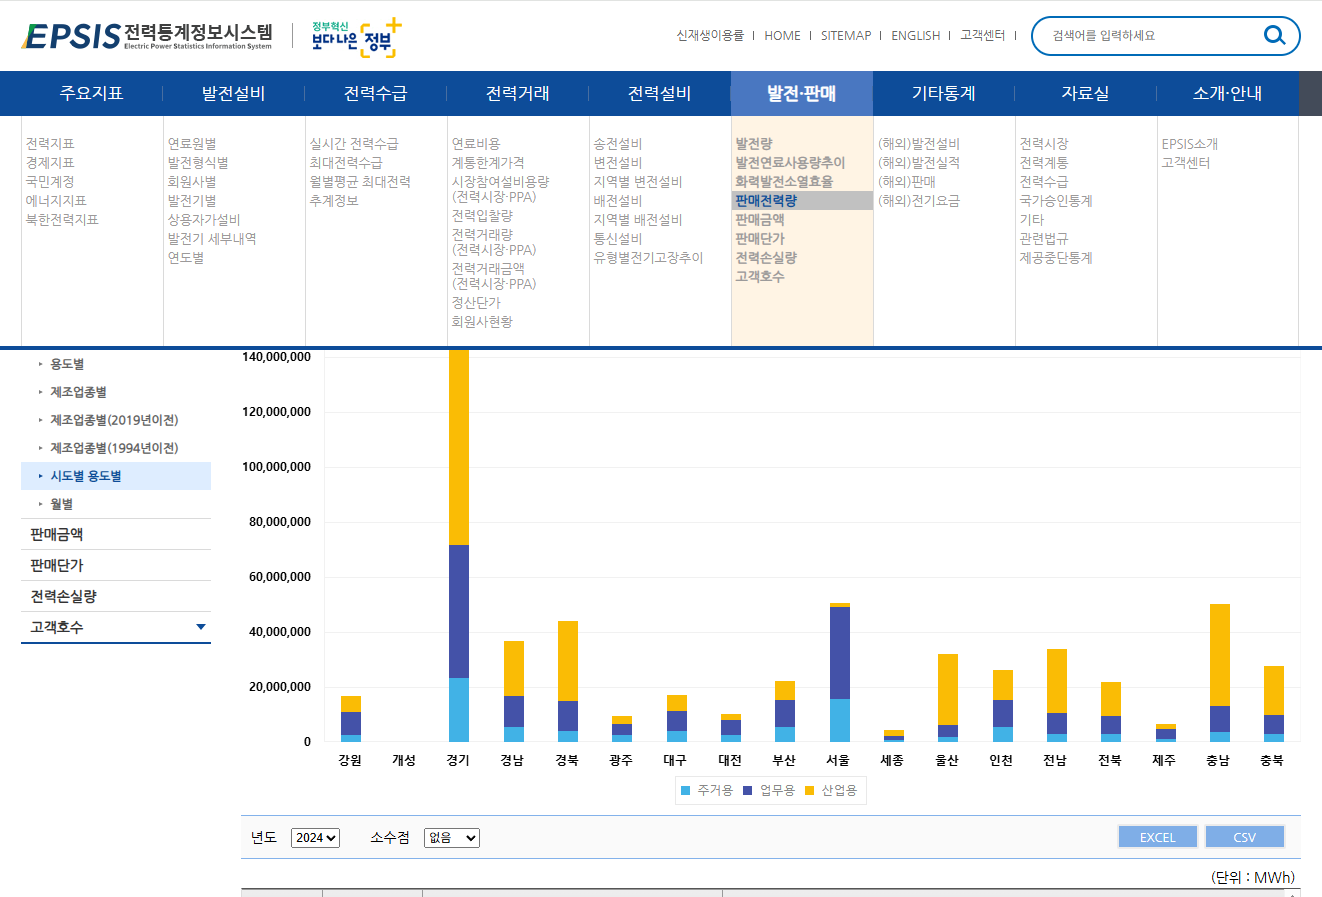 EPSIS 전력통계정보시스템
Electric Power Statistics Information System
정부혁신
보다나은 정부
신재생이용률 HOME SITEMAP ENGLISH 고객센터
검색어를 입력하세요
주요지표 발전설비 전력수급 전력거래 전력설비 발전·판매 기타통계 자료실 소개·안내
전력지표
경제지표
국민계정
에너지지표
북한전력지표
연료원별
발전형식별
회원사별
발전기별
상용자가설비
발전기 세부내역
연도별
실시간 전력수급
최대전력수급
월별평균 최대전력
추계정보
연료비용
계통한계가격
시장참여설비용량
(전력시장·PPA)
전력입찰량
전력거래량
(전력시장·PPA)
전력거래금액
(전력시장·PPA)
정산단가
회원사현황
송전설비
변전설비
지역별 변전설비
배전설비
지역별 배전설비
통신설비
유형별전기고장추이
발전량
발전연료사용량추이
화력발전소열효율
판매전력량
판매금액
판매단가
전력손실량
고객호수
(해외)발전설비
(해외)발전실적
(해외)판매
(해외)전기요금
전력시장
전력계통
전력수급
국가승인통계
기타
관련법규
제공중단통계
EPSIS소개
고객센터
용도별
제조업종별
제조업종별(2019년이전)
제조업종별(1994년이전)
시도별 용도별
월별
판매금액
판매단가
전력손실량
고객호수
140,000,000
120,000,000
100,000,000
80,000,000
60,000,000
40,000,000
20,000,000
0
강원 개성 경기 경남 경북 광주 대구 대전 부산 서울 세종 울산 인천 전남 전북 제주 충남 충북
주거용 업무용 산업용
년도 2024 소수점 없음 EXCEL CSV
(단위 : MWh)